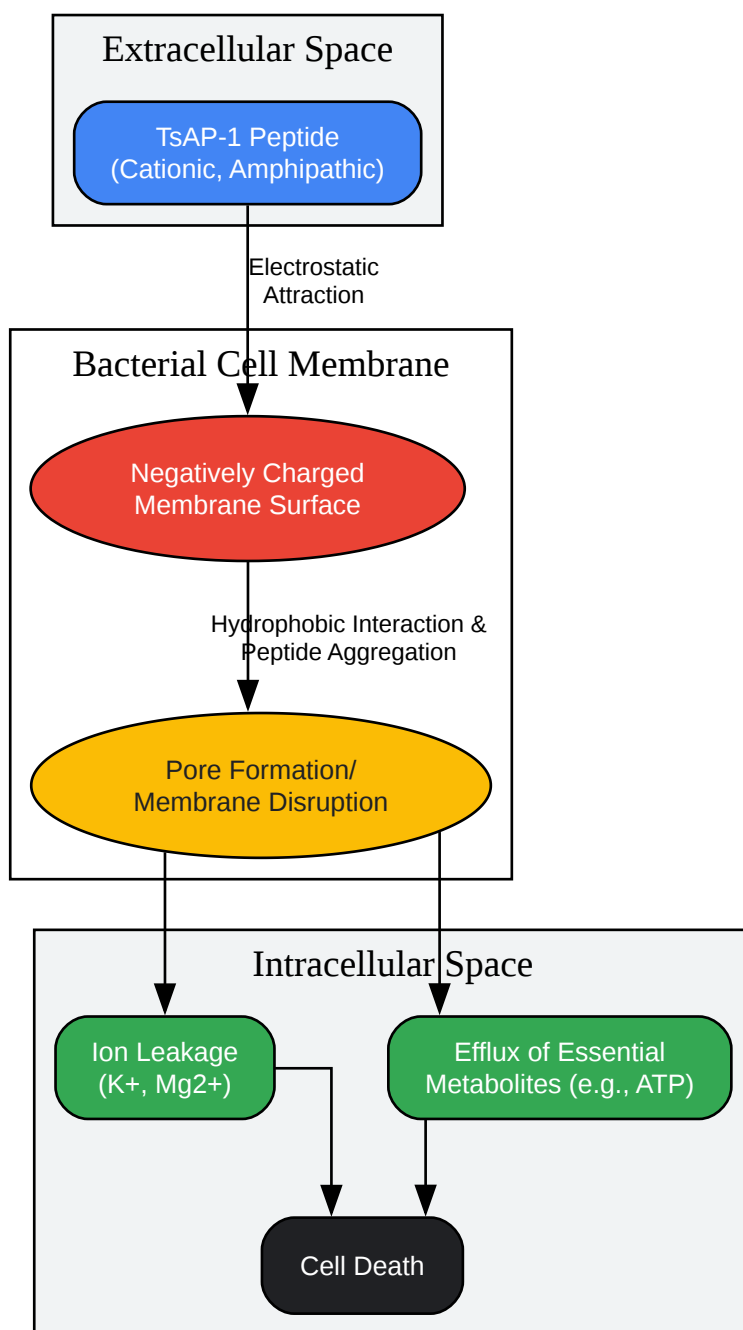 Extracellular Space
TsAP-1 Peptide
(Cationic, Amphipathic)
Electrostatic
Attraction
Bacterial Cell Membrane
Negatively Charged
Membrane Surface
Hydrophobic Interaction &
Peptide Aggregation
Pore Formation/
Membrane Disruption
Intracellular Space
Ion Leakage
(K+, Mg2+)
Efflux of Essential
Metabolites (e.g., ATP)
Cell Death